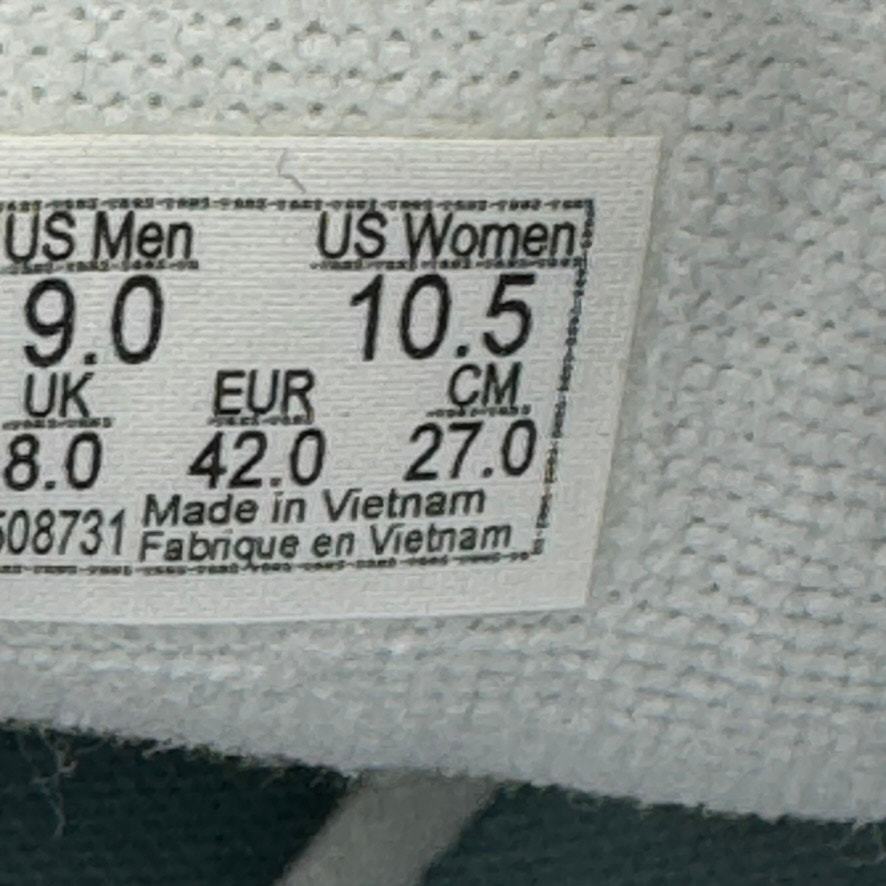 US Men US Women
9.0 10.5
UK EUR CM
8.0 42.0 27.0
508731 Made in Vietnam
Fabrique en Vietnam